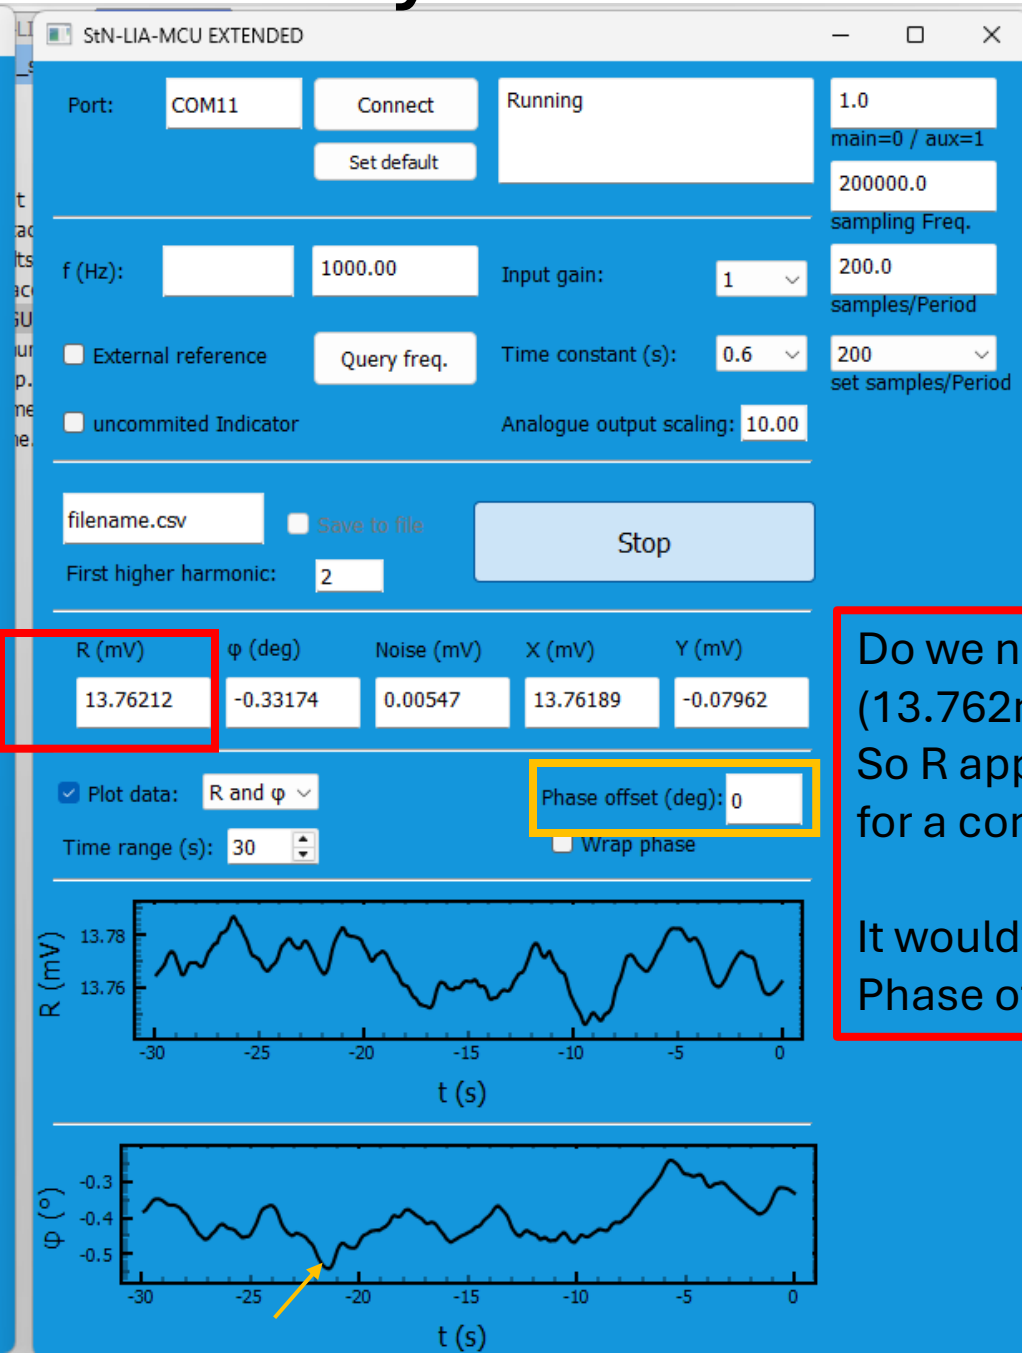 StN-LIA-MCU EXTENDED
Port: COM11 Connect Running 1.0
main=0 / aux=1
Set default
200000.0
sampling Freq.
f (Hz): 1000.00 Input gain: 1 200.0
samples/Period
External reference Query freq. Time constant (s): 0.6 200
set samples/Period
uncommited Indicator Analogue output scaling: 10.00
filename.csv Save to file Stop
First higher harmonic: 2
R (mV) φ (deg) Noise (mV) X (mV) Y (mV)
13.76212 -0.33174 0.00547 13.76189 -0.07962
Plot data: R and φ Phase offset (deg): 0
Time range (s): 30 Wrap phase
Do we
(13.762
So R
for a
It would
Phase
R (mV)
13.78
13.76
-30 -25 -20 -15 -10 -5 0
t (s)
φ (°)
-0.3
-0.4
-0.5
-30 -25 -20 -15 -10 -5 0
t (s)